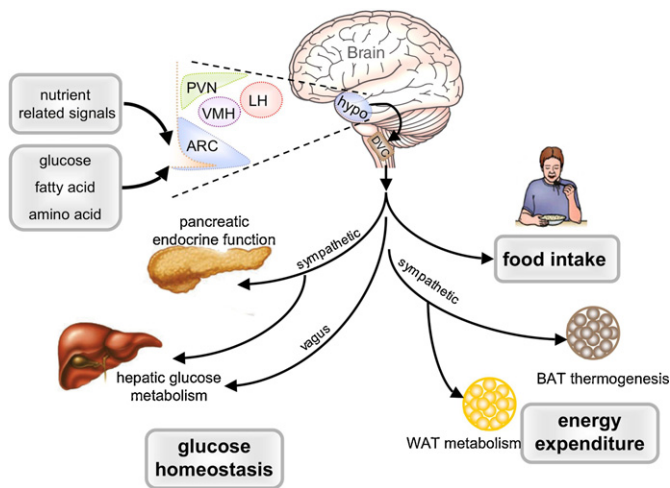 Brain
PVN
LH
VMH
hypo.
nutrient
related signals
ARC
DVC
glucose
fatty acid
amino acid
pancreatic
endocrine function
sympathetic
food intake
sympathetic
vagus
hepatic glucose
metabolism
BAT thermogenesis
WAT metabolism
energy
expenditure
glucose
homeostasis